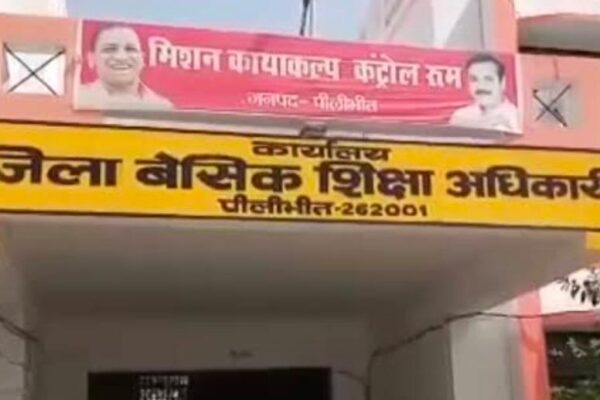 मिशन कायाकल्प कंट्रोल रूम
जनपद- पीलीभीत
कार्यालय
जिला बेसिक शिक्षा अधिकारी
पीलीभीत-262001